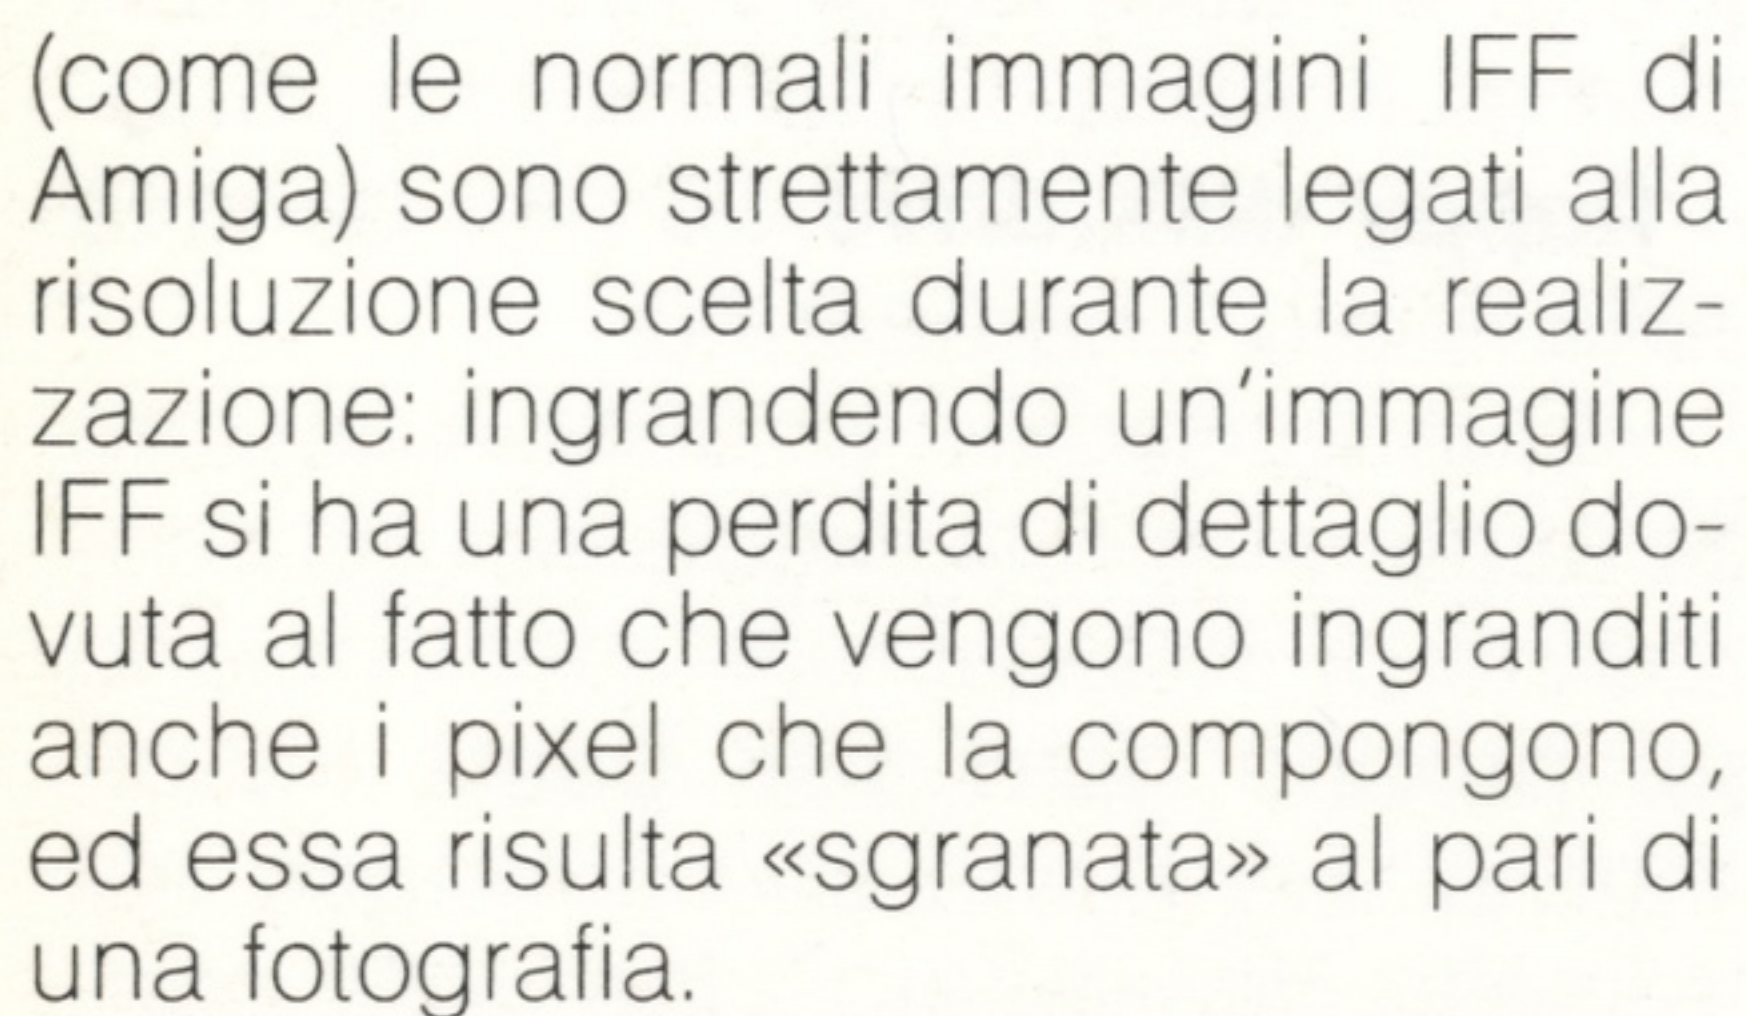 (come le normali immagini IFF di
Amiga) sono strettamente legati alla
risoluzione scelta durante la realiz-
zazione: ingrandendo un'immagine
IFF si ha una perdita di dettaglio do-
vuta al fatto che vengono ingranditi
anche i pixel che la compongono,
ed essa risulta «sgranata» al pari di
una fotografia.